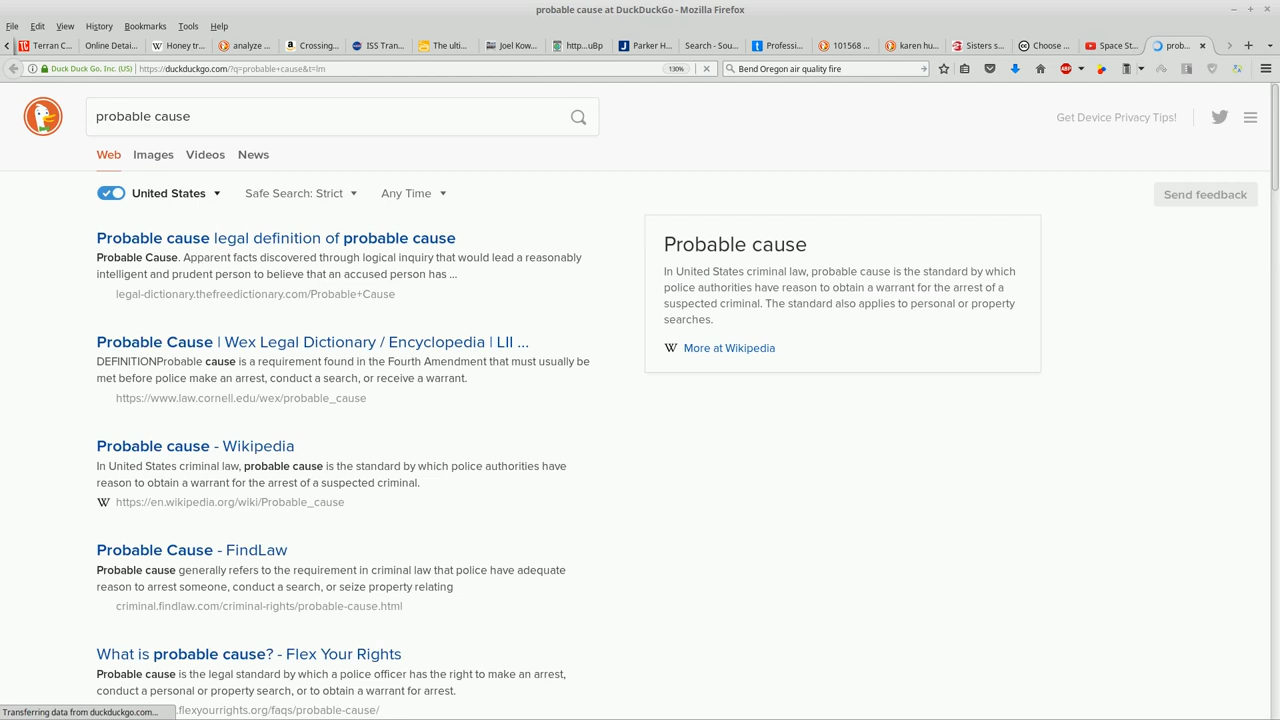 probable cause at DuckDuckGo - Mozilla Firefox
File Edit View History Bookmarks Tools Help
Terran C... Online Detai... Honey tr... analyze ... Crossing... ISS Tran... The ulti... Joel Kow... http...uBp Parker H... Search - Sou... Professi... 101568 ... karen hu... Sisters s... Choose ... Space St... prob...
Duck Duck Go, Inc. (US) https://duckduckgo.com/?q=probable+cause&t=lm 130% Bend Oregon air quality fire
probable cause
Get Device Privacy Tips!
Web Images Videos News
United States Safe Search: Strict Any Time
Send feedback
Probable cause legal definition of probable cause
Probable Cause. Apparent facts discovered through logical inquiry that would lead a reasonably
intelligent and prudent person to believe that an accused person has ...
legal-dictionary.thefreedictionary.com/Probable+Cause
Probable Cause | Wex Legal Dictionary / Encyclopedia | LII ...
DEFINITIONProbable cause is a requirement found in the Fourth Amendment that must usually be
met before police make an arrest, conduct a search, or receive a warrant.
https://www.law.cornell.edu/wex/probable_cause
Probable cause - Wikipedia
In United States criminal law, probable cause is the standard by which police authorities have
reason to obtain a warrant for the arrest of a suspected criminal.
W https://en.wikipedia.org/wiki/Probable_cause
Probable Cause - FindLaw
Probable cause generally refers to the requirement in criminal law that police have adequate
reason to arrest someone, conduct a search, or seize property relating
criminal.findlaw.com/criminal-rights/probable-cause.html
What is probable cause? - Flex Your Rights
Probable cause is the legal standard by which a police officer has the right to make an arrest,
conduct a personal or property search, or to obtain a warrant for arrest.
.flexyourrights.org/faqs/probable-cause/
Probable cause
In United States criminal law, probable cause is the standard by which
police authorities have reason to obtain a warrant for the arrest of a
suspected criminal. The standard also applies to personal or property
searches.
W More at Wikipedia
Transferring data from duckduckgo.com...